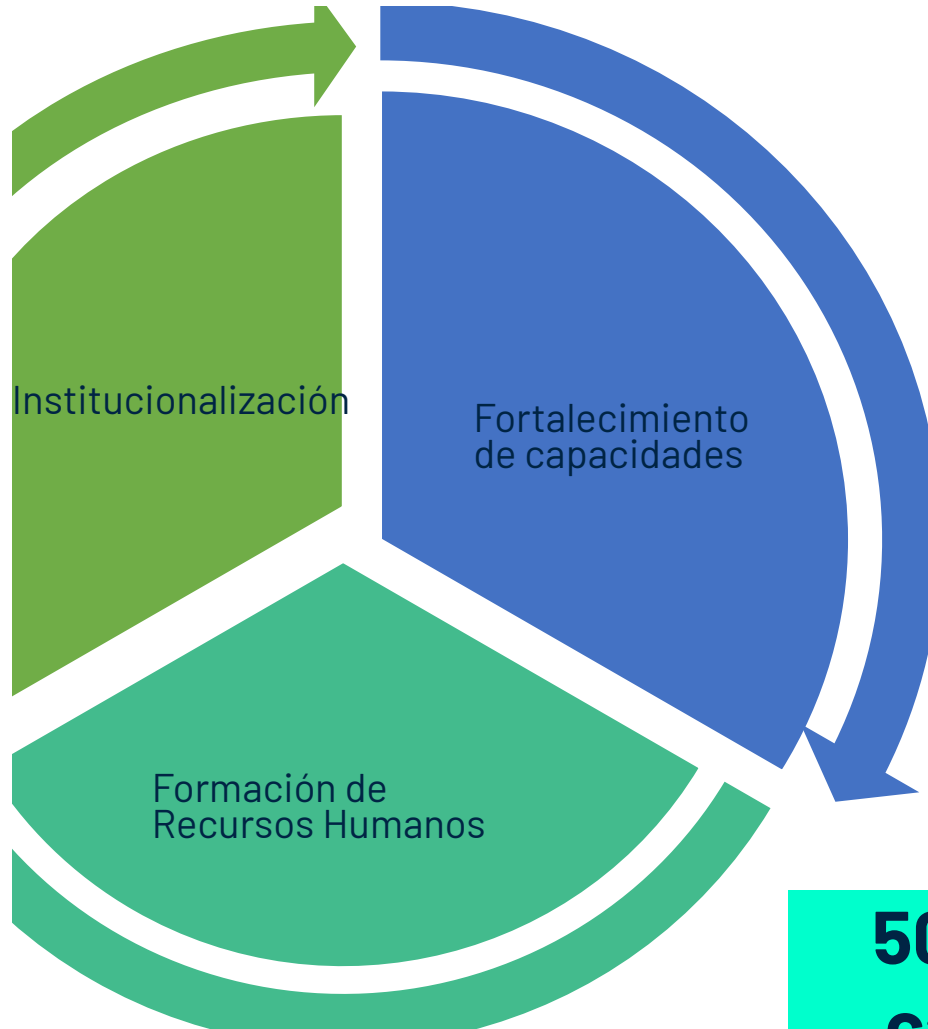 Institucionalización
Fortalecimiento
de capacidades
Formación de
Recursos Humanos